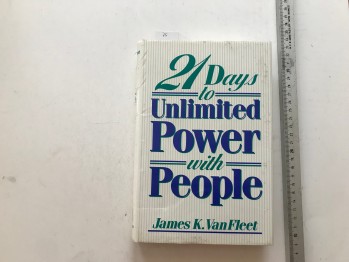 21 Days
to
Unlimited
Power
with
People
James K. Van Fleet